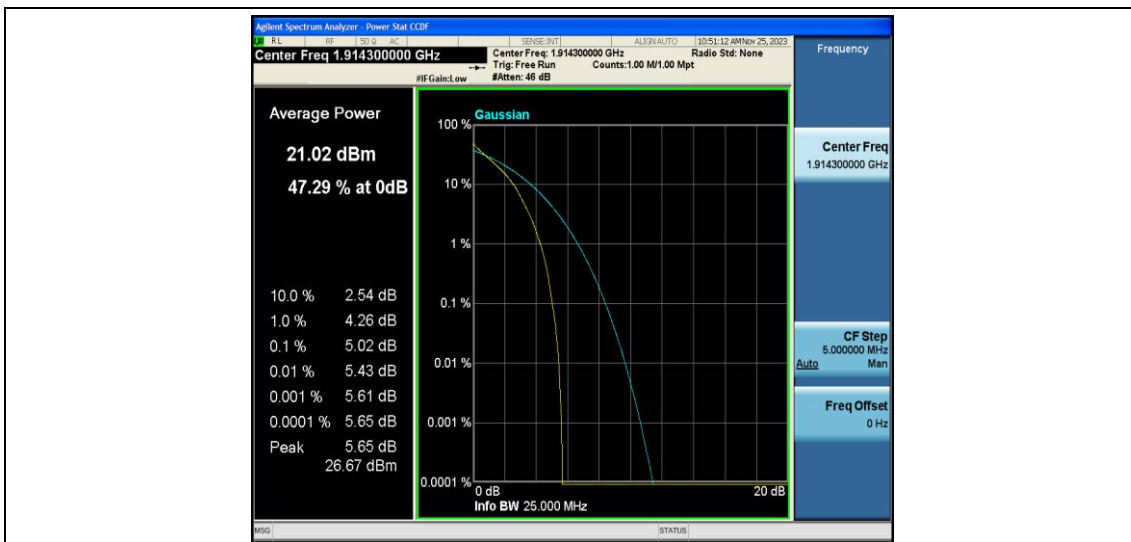 Agilent Spectrum Analyzer - Power Stat CCDF
RL RF 50 Ω AC SENSE:INT ALIGN AUTO 10:51:12 AM Nov 25, 2023
Center Freq 1.914300000 GHz
Center Freq: 1.914300000 GHz Radio Std: None
Trig: Free Run Counts:1.00 M/1.00 Mpt
#IFGain:Low #Atten: 46 dB
Frequency
Average Power
21.02 dBm
47.29 % at 0dB
10.0 % 2.54 dB
1.0 % 4.26 dB
0.1 % 5.02 dB
0.01 % 5.43 dB
0.001 % 5.61 dB
0.0001 % 5.65 dB
Peak 5.65 dB
26.67 dBm
Gaussian
100 %
10 %
1 %
0.1 %
0.01 %
0.001 %
0.0001 %
0 dB 20 dB
Info BW 25.000 MHz
Center Freq
1.914300000 GHz
CF Step
5.000000 MHz
Auto Man
Freq Offset
0 Hz
MSG STATUS